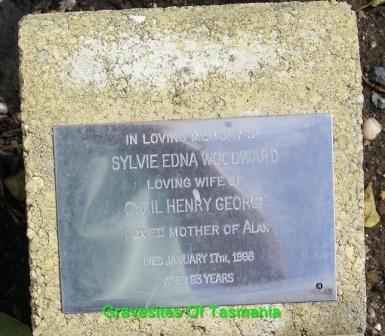 IN LOVING MEMORY OF
SYLVIE EDNA WOODWARD
LOVING WIFE OF
CYRIL HENRY GEORGE
LOVED MOTHER OF ALAN
DIED JANUARY 17TH, 1998
AGED 93 YEARS
Gravesites Of Tasmania